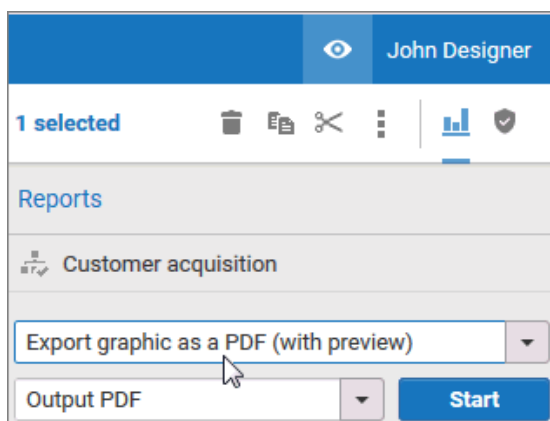 John Designer
1 selected
Reports
Customer acquisition
Export graphic as a PDF (with preview)
Output PDF
Start